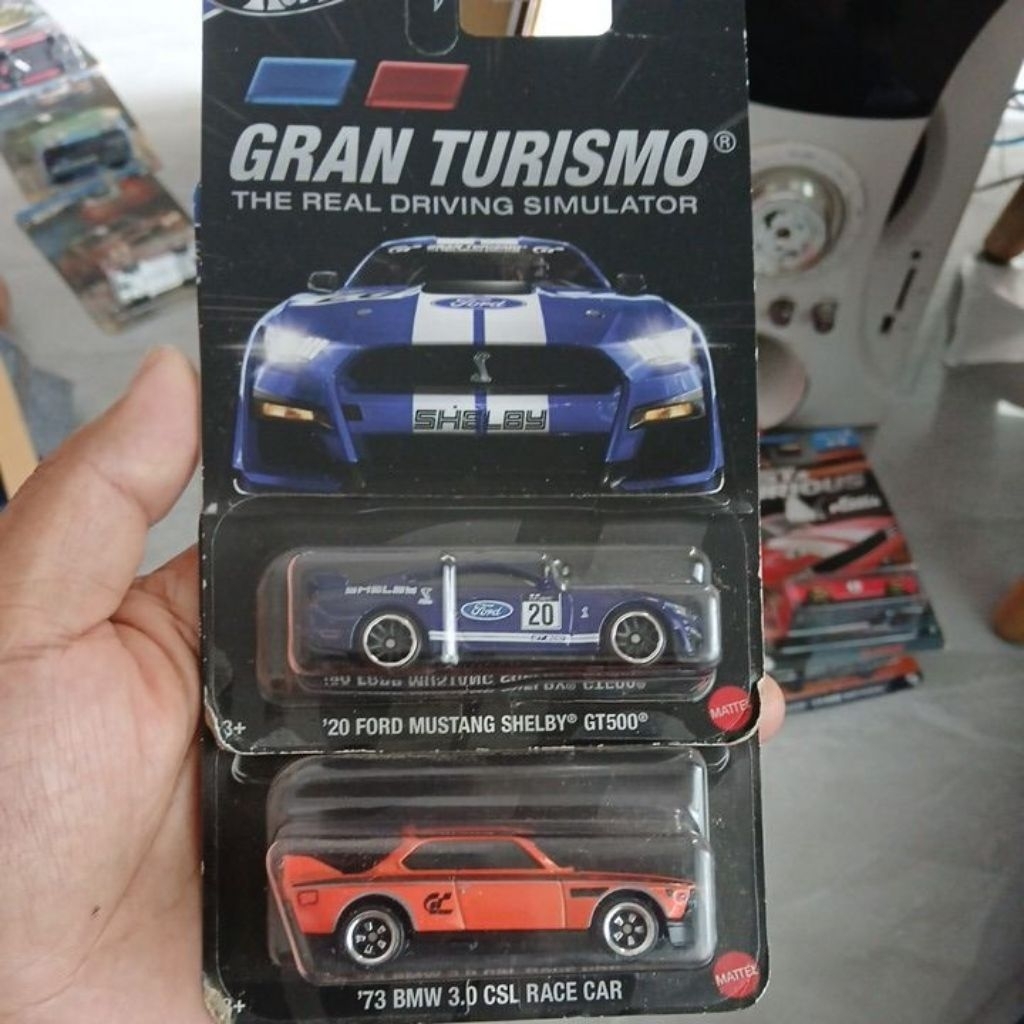 GRAN TURISMO®
THE REAL DRIVING SIMULATOR
Ford
SHELBY
SHELBY
Ford
20
MATTEL
3+
'20 FORD MUSTANG SHELBY® GT500®
MATTEL
3+
'73 BMW 3.0 CSL RACE CAR